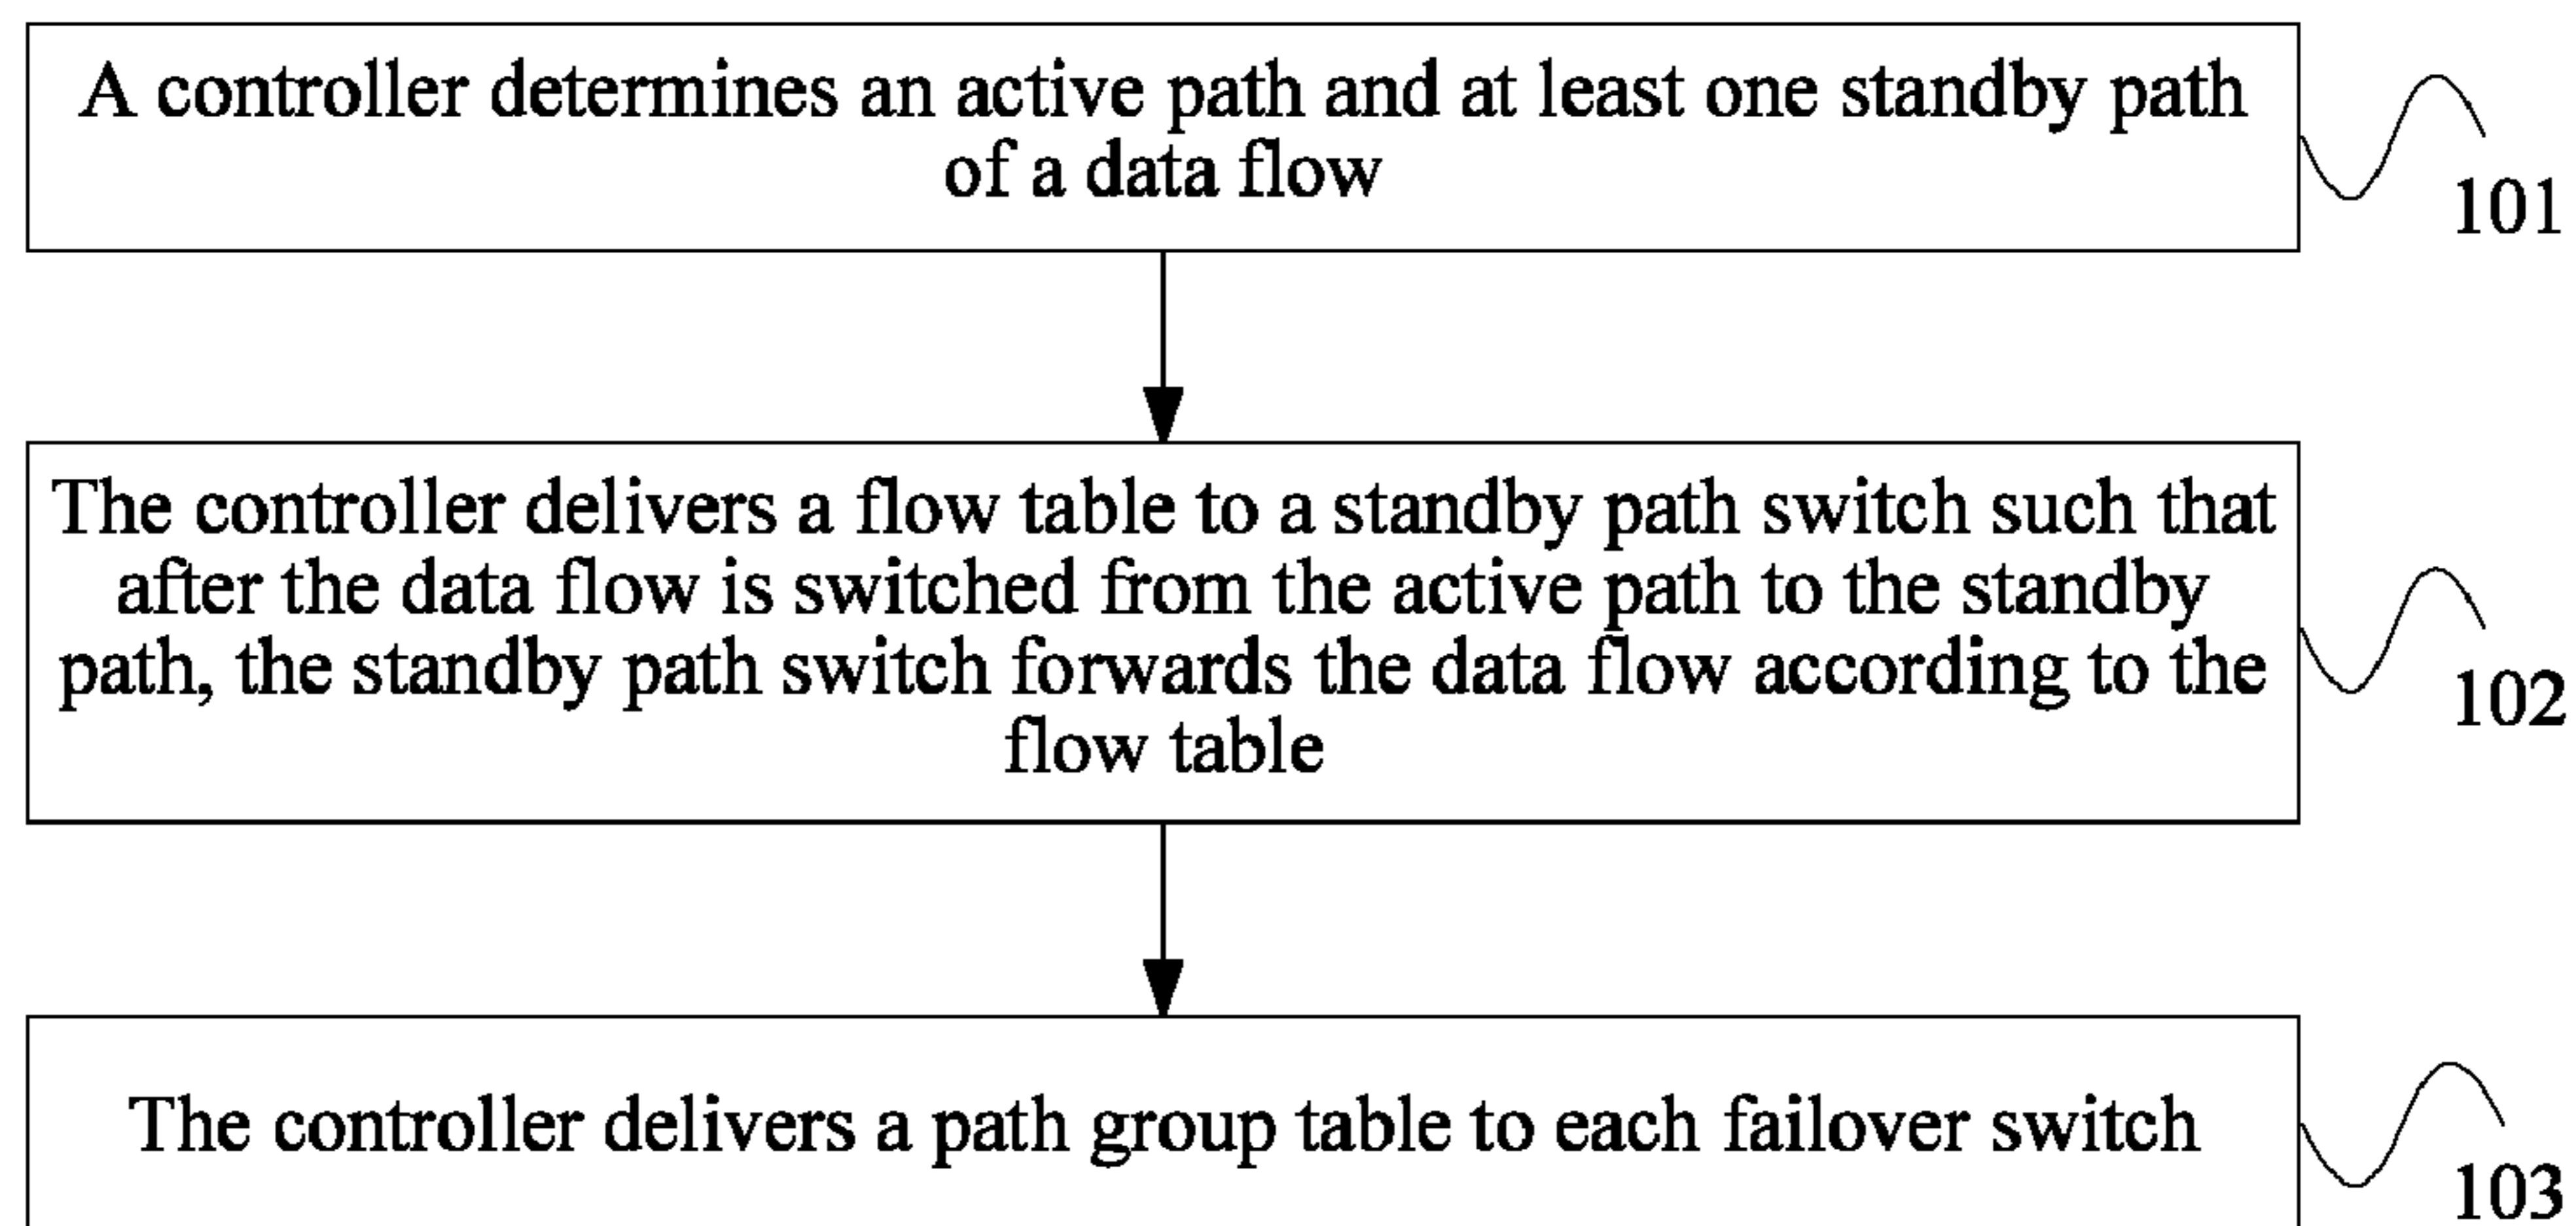 A controller determines an active path and at least one standby path
of a data flow
101
The controller delivers a flow table to a standby path switch such that
after the data flow is switched from the active path to the standby
path, the standby path switch forwards the data flow according to the
flow table
102
The controller delivers a path group table to each failover switch
103